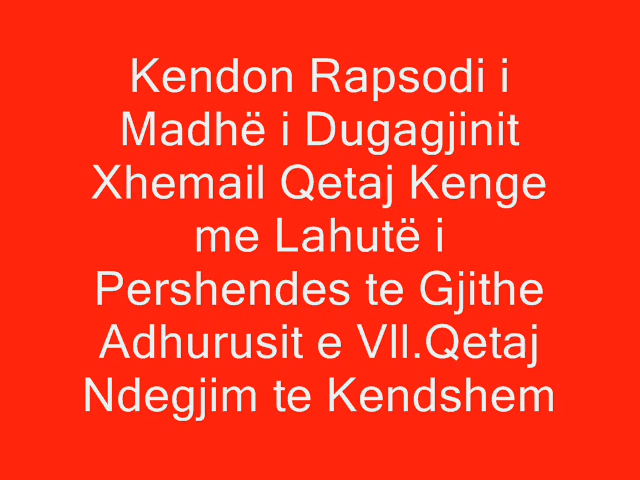 Kendon Rapsodi i
Madhë i Dugagjinit
Xhemail Qetaj Kenge
me Lahutë i
Pershendes te Gjithe
Adhurusit e Vll.Qetaj
Ndegjim te Kendshem